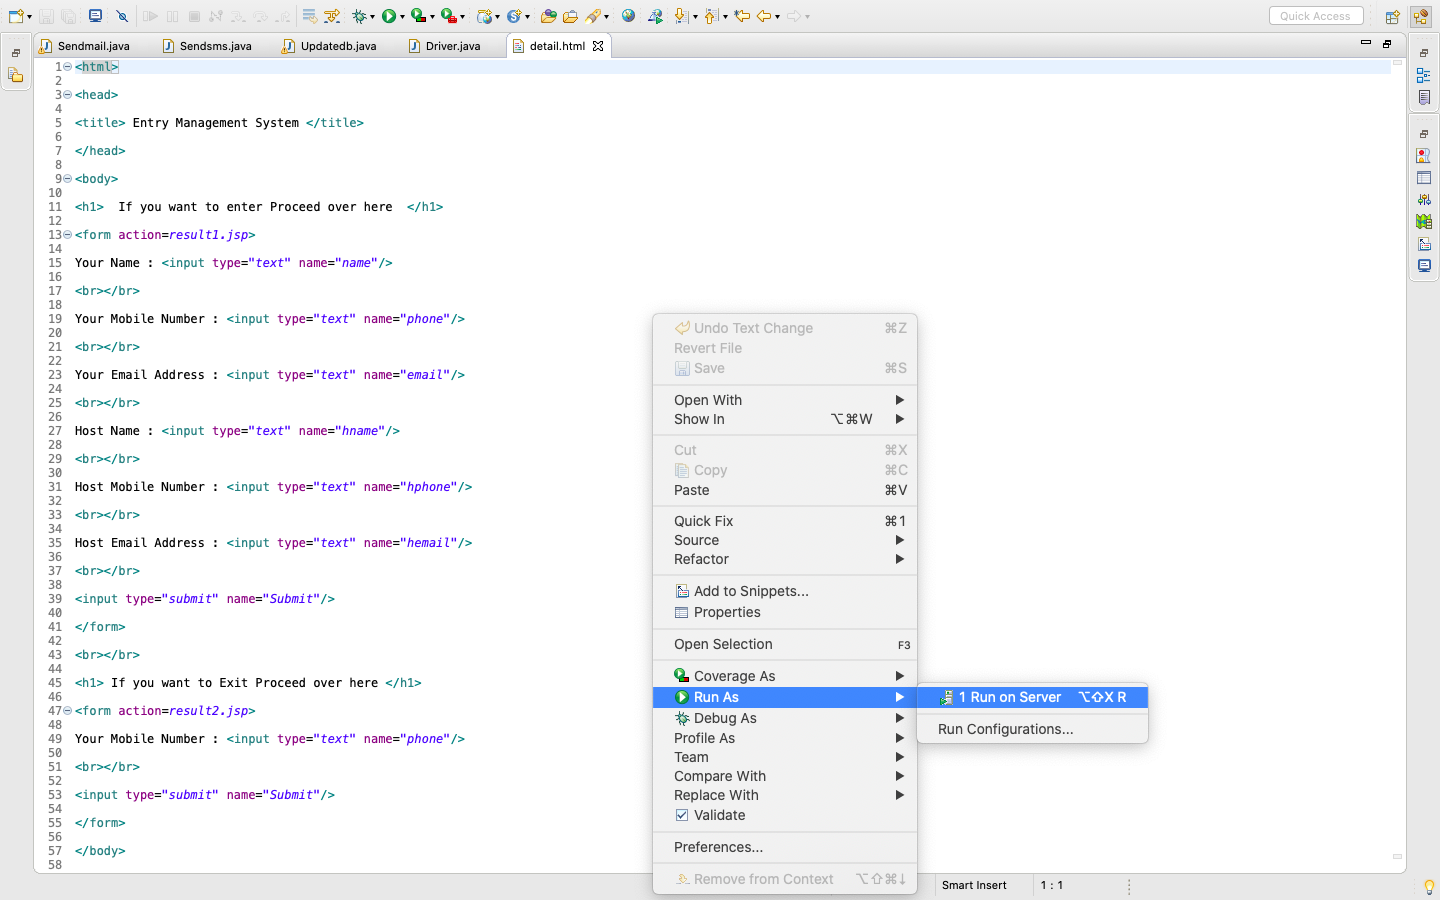 Quick Access
Sendmail.java
Sendsms.java
Updatedb.java
Driver.java
detail.html
1 <html>
2
3 <head>
4
5 <title> Entry Management System </title>
6
7 </head>
8
9 <body>
10
11 <h1>  If you want to enter Proceed over here  </h1>
12
13 <form action=result1.jsp>
14
15 Your Name : <input type="text" name="name"/>
16
17 <br></br>
18
19 Your Mobile Number : <input type="text" name="phone"/>
20
21 <br></br>
22
23 Your Email Address : <input type="text" name="email"/>
24
25 <br></br>
26
27 Host Name : <input type="text" name="hname"/>
28
29 <br></br>
30
31 Host Mobile Number : <input type="text" name="hphone"/>
32
33 <br></br>
34
35 Host Email Address : <input type="text" name="hemail"/>
36
37 <br></br>
38
39 <input type="submit" name="Submit"/>
40
41 </form>
42
43 <br></br>
44
45 <h1> If you want to Exit Proceed over here </h1>
46
47 <form action=result2.jsp>
48
49 Your Mobile Number : <input type="text" name="phone"/>
50
51 <br></br>
52
53 <input type="submit" name="Submit"/>
54
55 </form>
56
57 </body>
58
Undo Text Change ⌘Z
Revert File
Save ⌘S
Open With
Show In ⌥⌘W
Cut ⌘X
Copy ⌘C
Paste ⌘V
Quick Fix ⌘1
Source
Refactor
Add to Snippets...
Properties
Open Selection F3
Coverage As
Run As
Debug As
Profile As
Team
Compare With
Replace With
Validate
Preferences...
Remove from Context ⌥⇧⌘↓
1 Run on Server ⌥⇧X R
Run Configurations...
Smart Insert
1 : 1